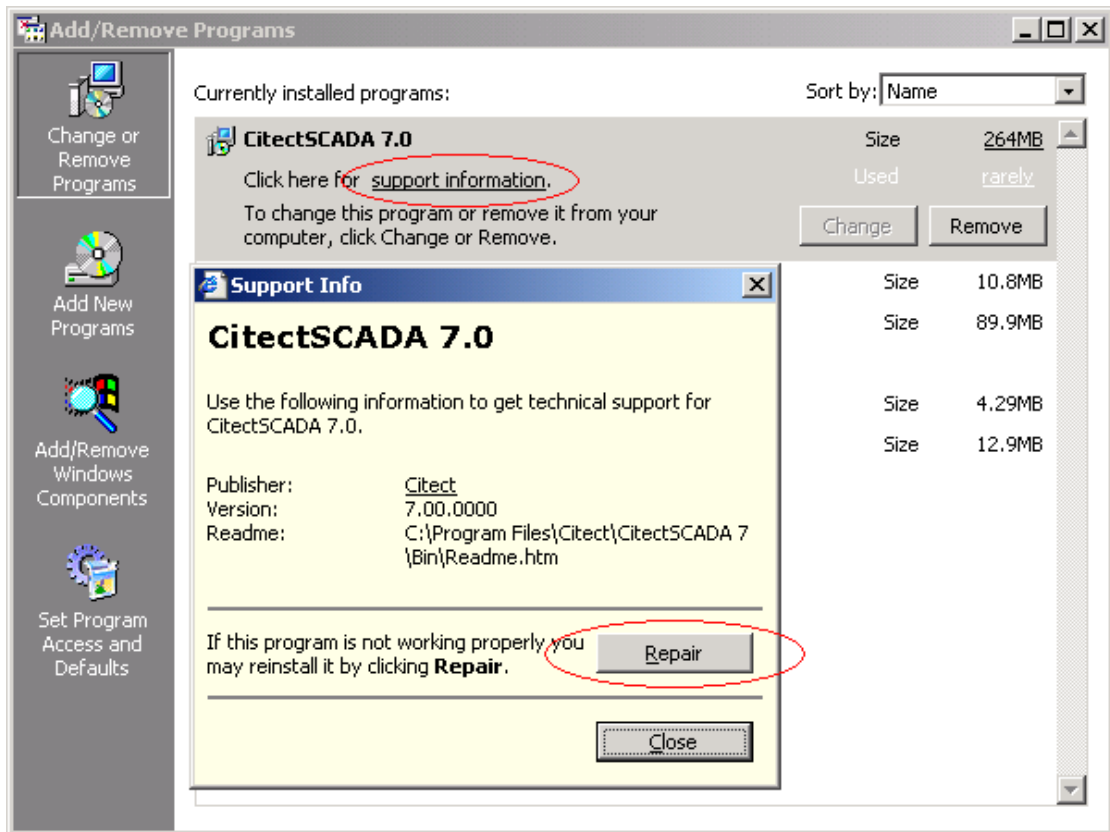 Add/Remove Programs
Change or
Remove
Programs
Add New
Programs
Add/Remove
Windows
Components
Set Program
Access and
Defaults
Currently installed programs:
Sort by: Name
CitectSCADA 7.0 Size 264MB
Click here for support information. Used rarely
To change this program or remove it from your
computer, click Change or Remove.
Change Remove
Size 10.8MB
Size 89.9MB
Size 4.29MB
Size 12.9MB
Support Info
CitectSCADA 7.0
Use the following information to get technical support for
CitectSCADA 7.0.
Publisher: Citect
Version: 7.00.0000
Readme: C:\Program Files\Citect\CitectSCADA 7
\Bin\Readme.htm
If this program is not working properly you
may reinstall it by clicking Repair.
Repair
Close